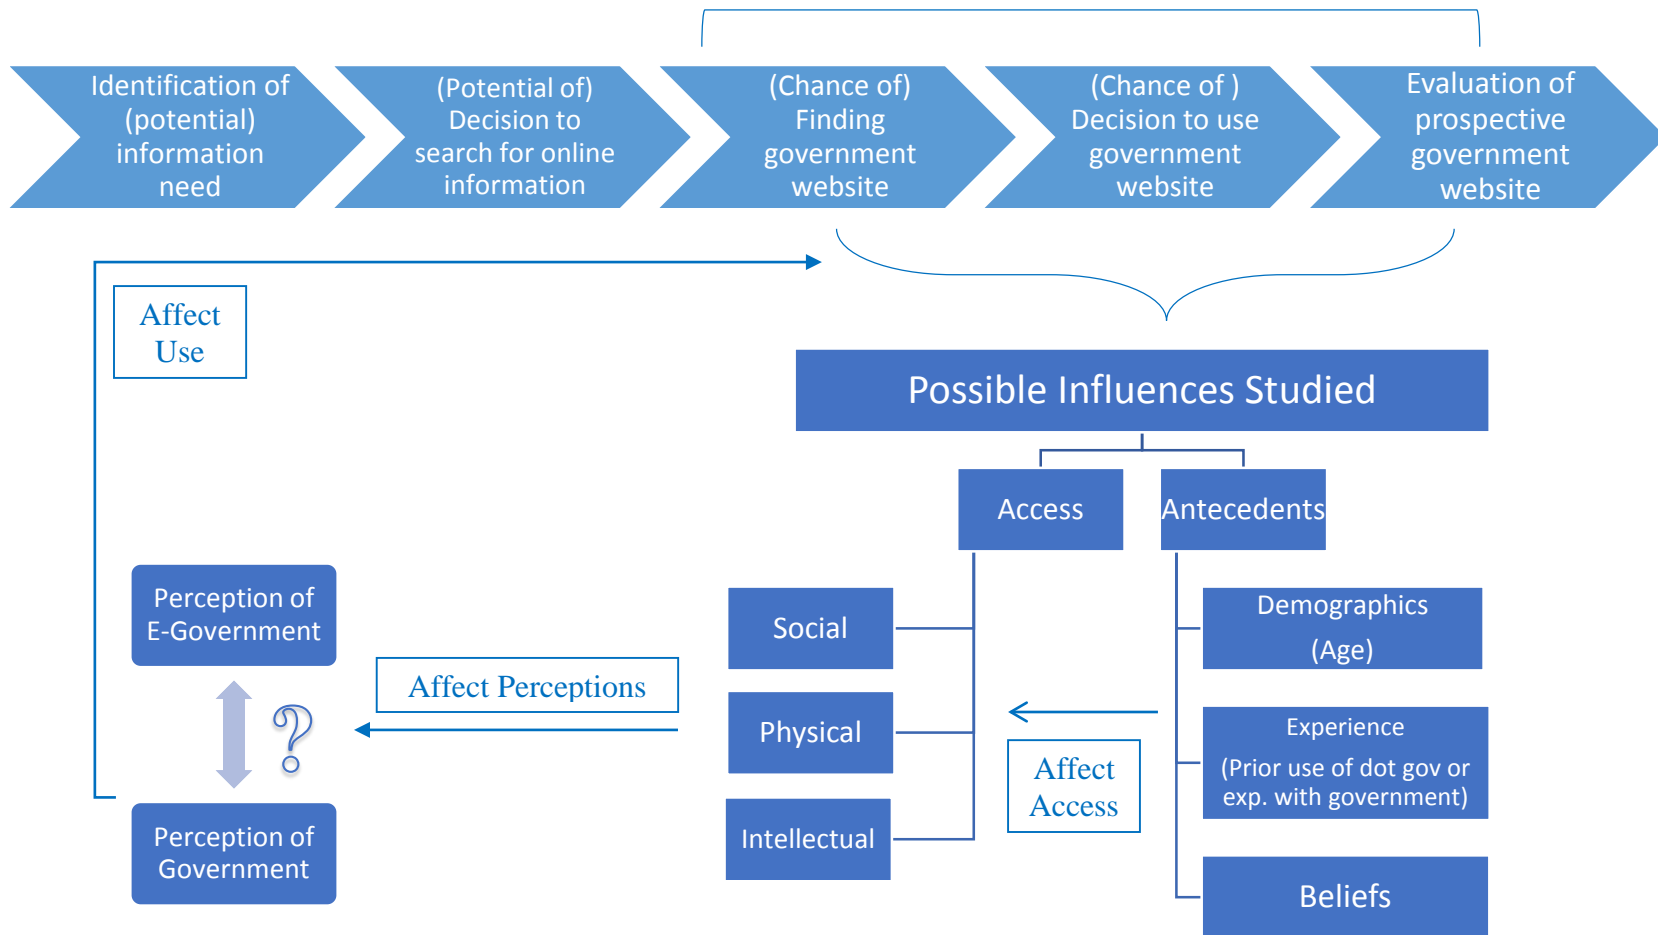 Identification of
(potential)
information
need
(Potential of)
Decision to
search for online
information
(Chance of)
Finding
government
website
(Chance of )
Decision to use
government
website
Evaluation of
prospective
government
website
Affect
Use
Possible Influences Studied
Access
Antecedents
Social
Physical
Intellectual
Demographics
(Age)
Experience
(Prior use of dot gov or
exp. with government)
Beliefs
Affect
Access
Affect Perceptions
Perception of
E-Government
?
Perception of
Government